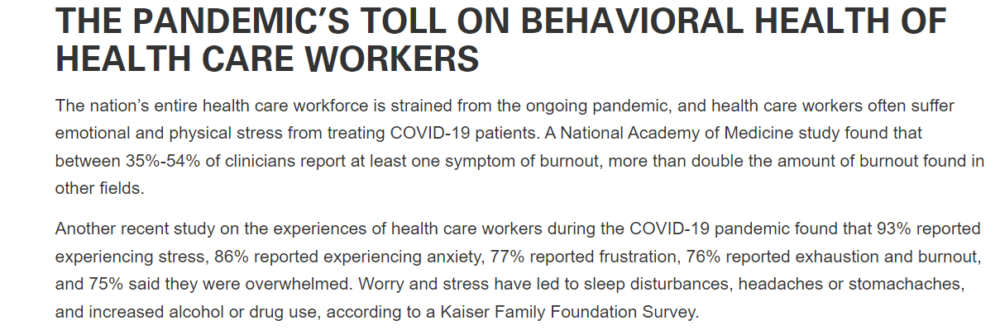 THE PANDEMIC’S TOLL ON BEHAVIORAL HEALTH OF
HEALTH CARE WORKERS
The nation’s entire health care workforce is strained from the ongoing pandemic, and health care workers often suffer
emotional and physical stress from treating COVID-19 patients. A National Academy of Medicine study found that
between 35%-54% of clinicians report at least one symptom of burnout, more than double the amount of burnout found in
other fields.
Another recent study on the experiences of health care workers during the COVID-19 pandemic found that 93% reported
experiencing stress, 86% reported experiencing anxiety, 77% reported frustration, 76% reported exhaustion and burnout,
and 75% said they were overwhelmed. Worry and stress have led to sleep disturbances, headaches or stomachaches,
and increased alcohol or drug use, according to a Kaiser Family Foundation Survey.